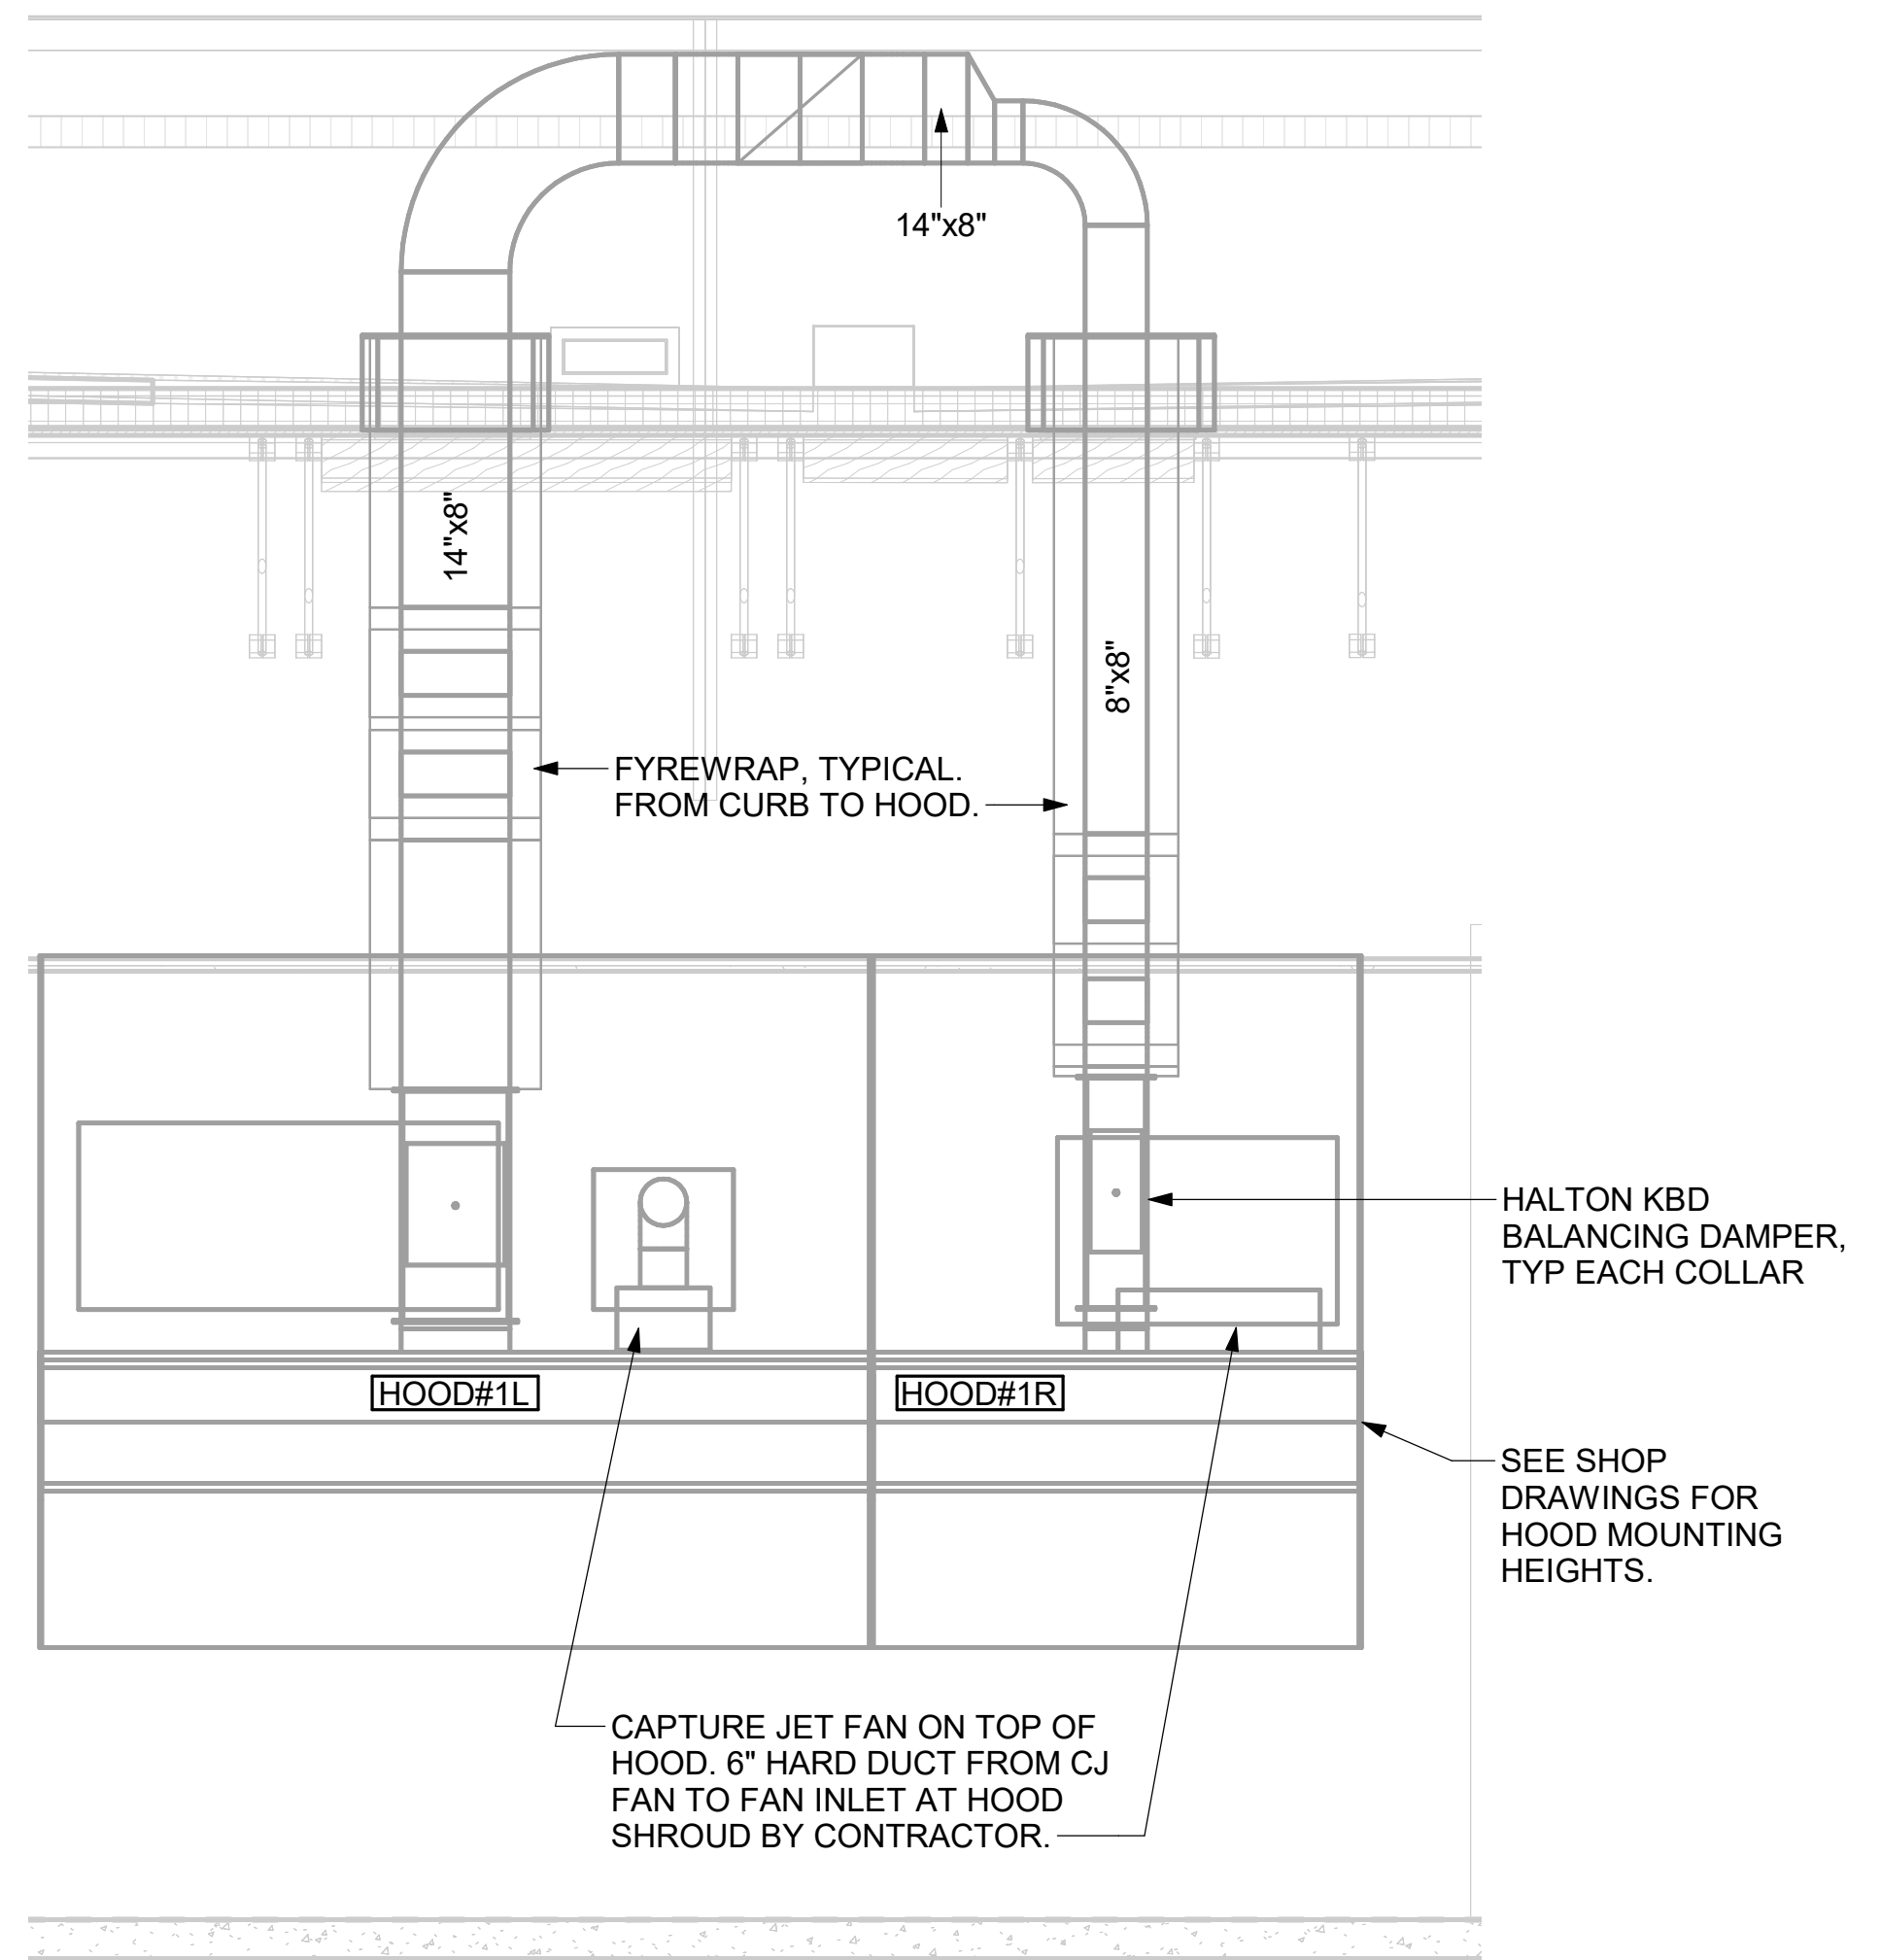 14"x8"
14"x8"
8"x8"
FYREWRAP, TYPICAL.
FROM CURB TO HOOD.
HALTON KBD
BALANCING DAMPER,
TYP EACH COLLAR
HOOD#1L
HOOD#1R
SEE SHOP
DRAWINGS FOR
HOOD MOUNTING
HEIGHTS.
CAPTURE JET FAN ON TOP OF
HOOD. 6" HARD DUCT FROM CJ
FAN TO FAN INLET AT HOOD
SHROUD BY CONTRACTOR.